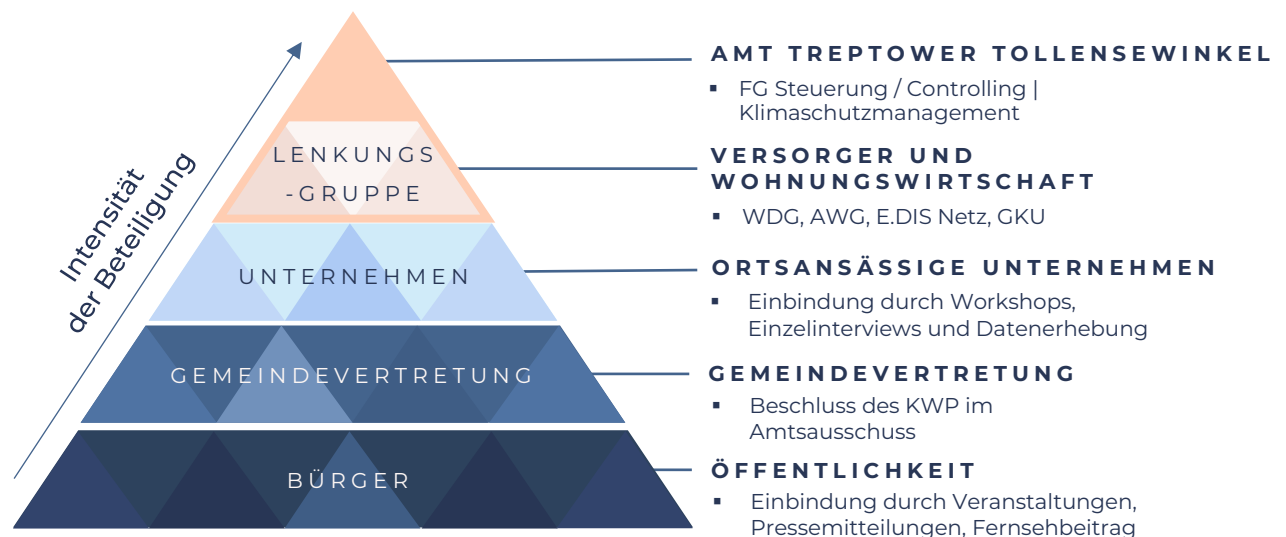 Intensität
der Beteiligung
LENKUNGS
-GRUPPE
UNTERNEHMEN
GEMEINDEVERTRETUNG
BÜRGER
AMT TREPTOWER TOLLENSEWINKEL
▪ FG Steuerung / Controlling |
Klimaschutzmanagement
VERSORGER UND
WOHNUNGSWIRTSCHAFT
▪ WDG, AWG, E.DIS Netz, GKU
ORTSANSÄSSIGE UNTERNEHMEN
▪ Einbindung durch Workshops,
Einzelinterviews und Datenerhebung
GEMEINDEVERTRETUNG
▪ Beschluss des KWP im
Amtsausschuss
ÖFFENTLICHKEIT
▪ Einbindung durch Veranstaltungen,
Pressemitteilungen, Fernsehbeitrag